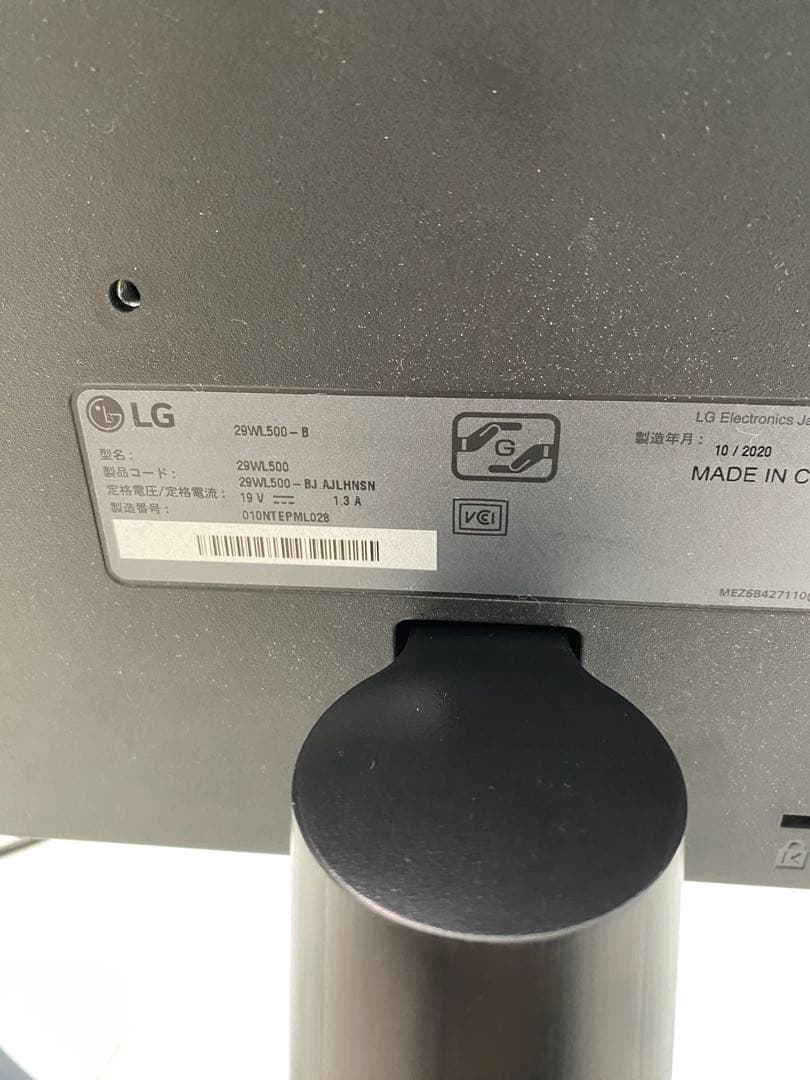 LG
29WL500-B
型名：
29WL500
製品コード：
29WL500-BJ.AJLHNSN
定格電圧/定格電流：
19 V ⎓ 1.3 A
製造番号：
010NTEPML028
G
VCI
LG Electronics Ja
製造年月：
10 / 2020
MADE IN C
MEZ68427110